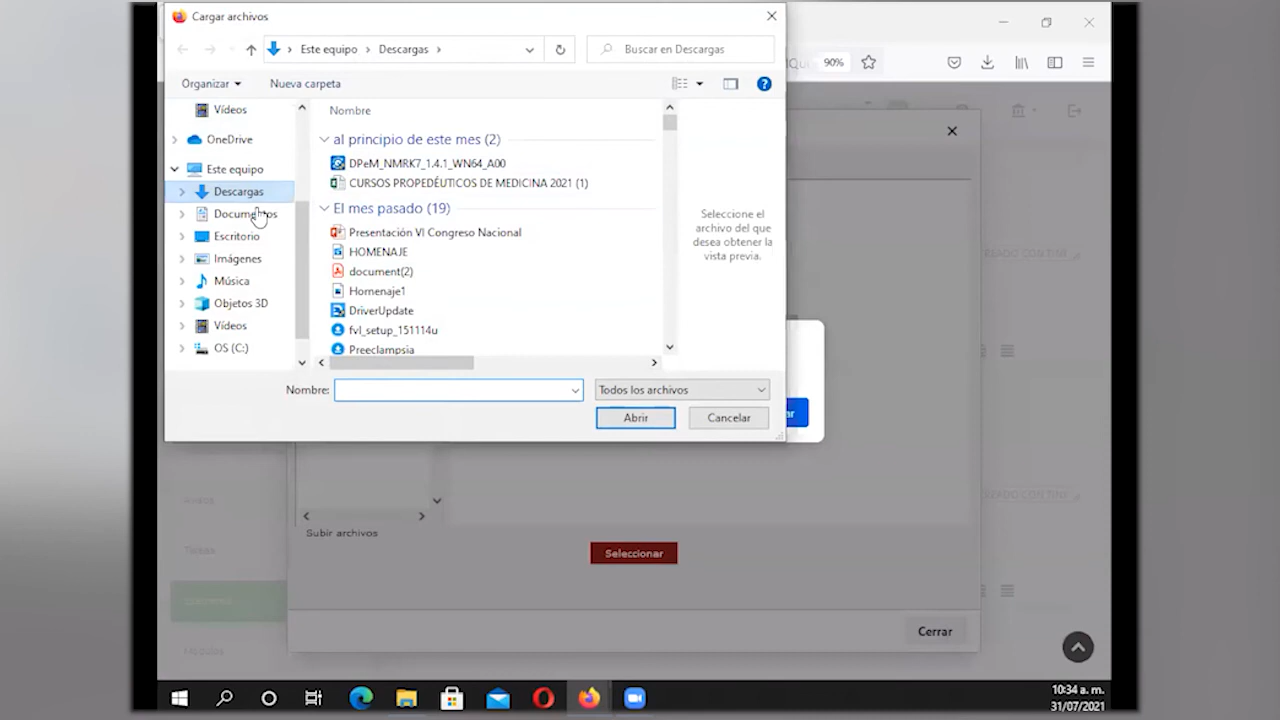 Cargar archivos
Este equipo
Descargas
Buscar en Descargas
90%
Organizar
Nueva carpeta
Vídeos
OneDrive
Este equipo
Descargas
Documentos
Escritorio
Imágenes
Música
Objetos 3D
Vídeos
OS (C:)
Nombre
al principio de este mes (2)
DPeM_NMRK7_1.4.1_WN64_A00
CURSOS PROPEDÉUTICOS DE MEDICINA 2021 (1)
El mes pasado (19)
Presentación VI Congreso Nacional
HOMENAJE
document(2)
Homenaje1
DriverUpdate
fvl_setup_151114u
Preeclampsia
Seleccione el
archivo del que
desea obtener la
vista previa.
Nombre:
Todos los archivos
Abrir
Cancelar
ar
Avisos
Subir archivos
Seleccionar
Cerrar
Módulos
10:34 a. m.
31/07/2021